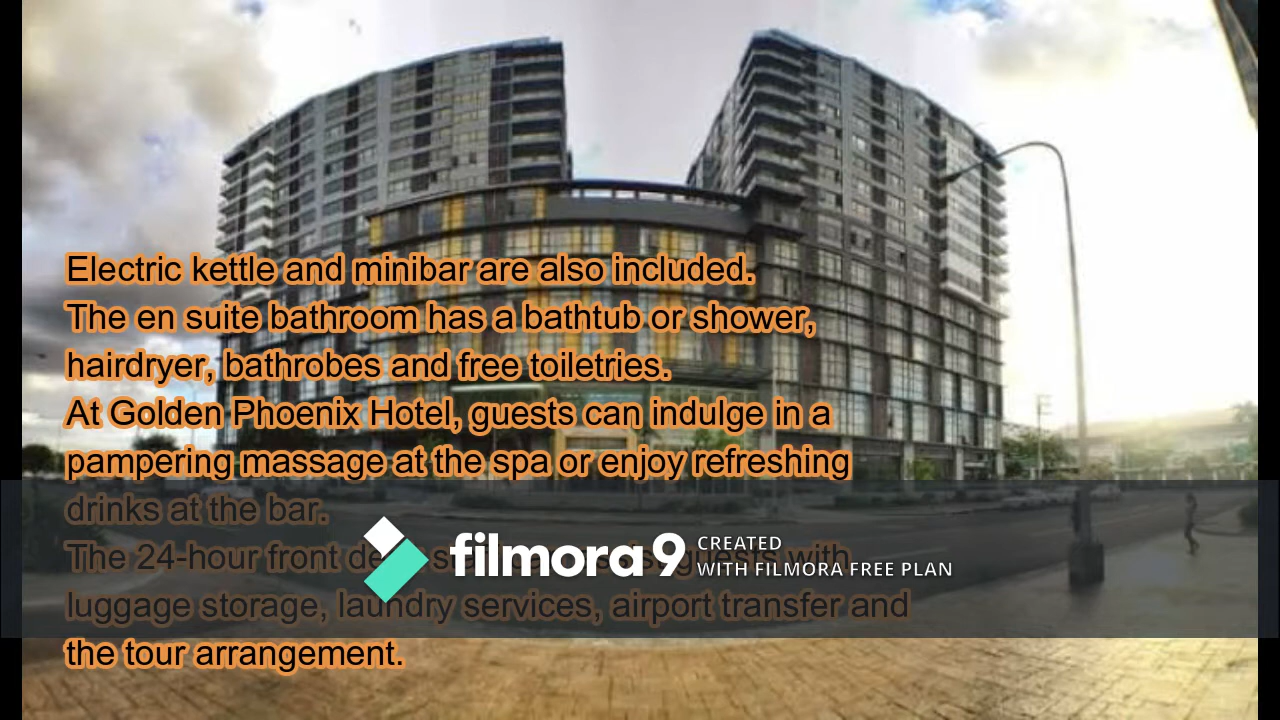 Electric kettle and minibar are also included.
The en suite bathroom has a bathtub or shower,
hairdryer, bathrobes and free toiletries.
At Golden Phoenix Hotel, guests can indulge in a
pampering massage at the spa or enjoy refreshing
drinks at the bar.
The 24-hour front guests with
luggage storage, laundry services, airport transfer and
the tour arrangement.
filmora9
CREATED
WITH FILMORA FREE PLAN